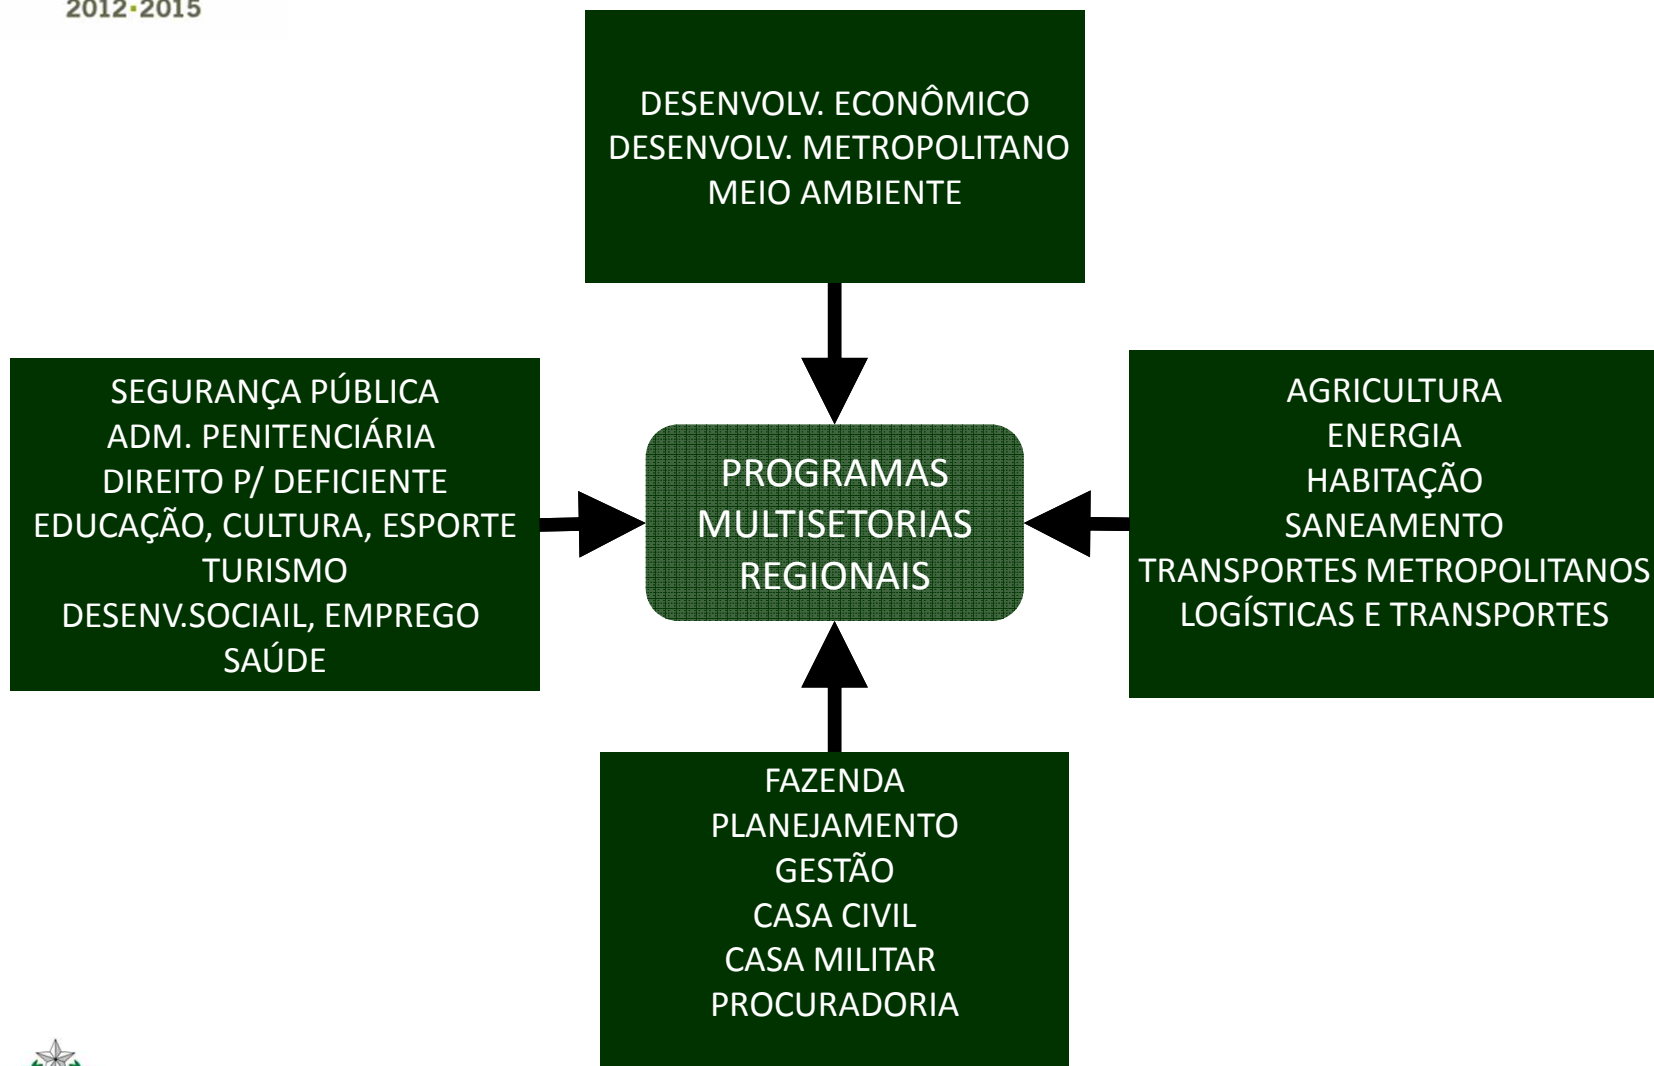 2012▪2015
DESENVOLV. ECONÔMICO
DESENVOLV. METROPOLITANO
MEIO AMBIENTE
SEGURANÇA PÚBLICA
ADM. PENITENCIÁRIA
DIREITO P/ DEFICIENTE
EDUCAÇÃO, CULTURA, ESPORTE
TURISMO
DESENV.SOCIAIL, EMPREGO
SAÚDE
PROGRAMAS
MULTISETORIAS
REGIONAIS
AGRICULTURA
ENERGIA
HABITAÇÃO
SANEAMENTO
TRANSPORTES METROPOLITANOS
LOGÍSTICAS E TRANSPORTES
FAZENDA
PLANEJAMENTO
GESTÃO
CASA CIVIL
CASA MILITAR
PROCURADORIA